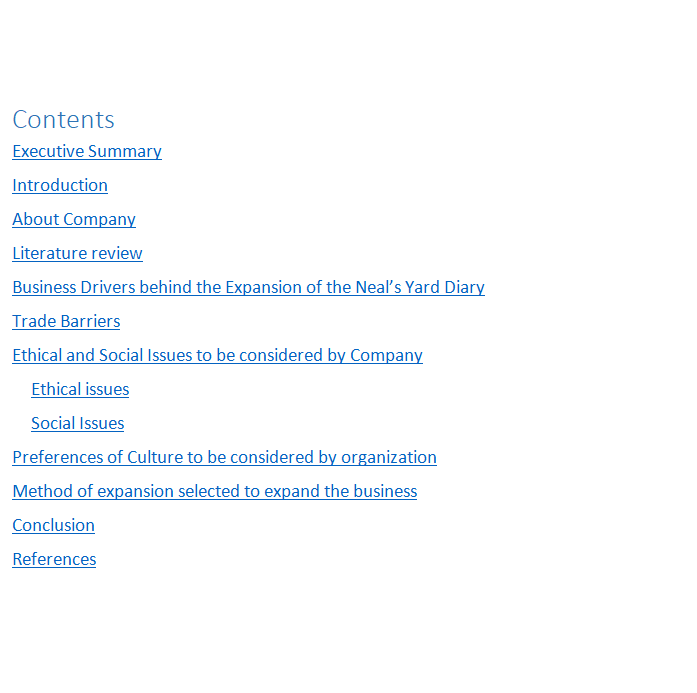 Contents
Executive Summary
Introduction
About Company
Literature review
Business Drivers behind the Expansion of the Neal’s Yard Diary
Trade Barriers
Ethical and Social Issues to be considered by Company
Ethical issues
Social Issues
Preferences of Culture to be considered by organization
Method of expansion selected to expand the business
Conclusion
References